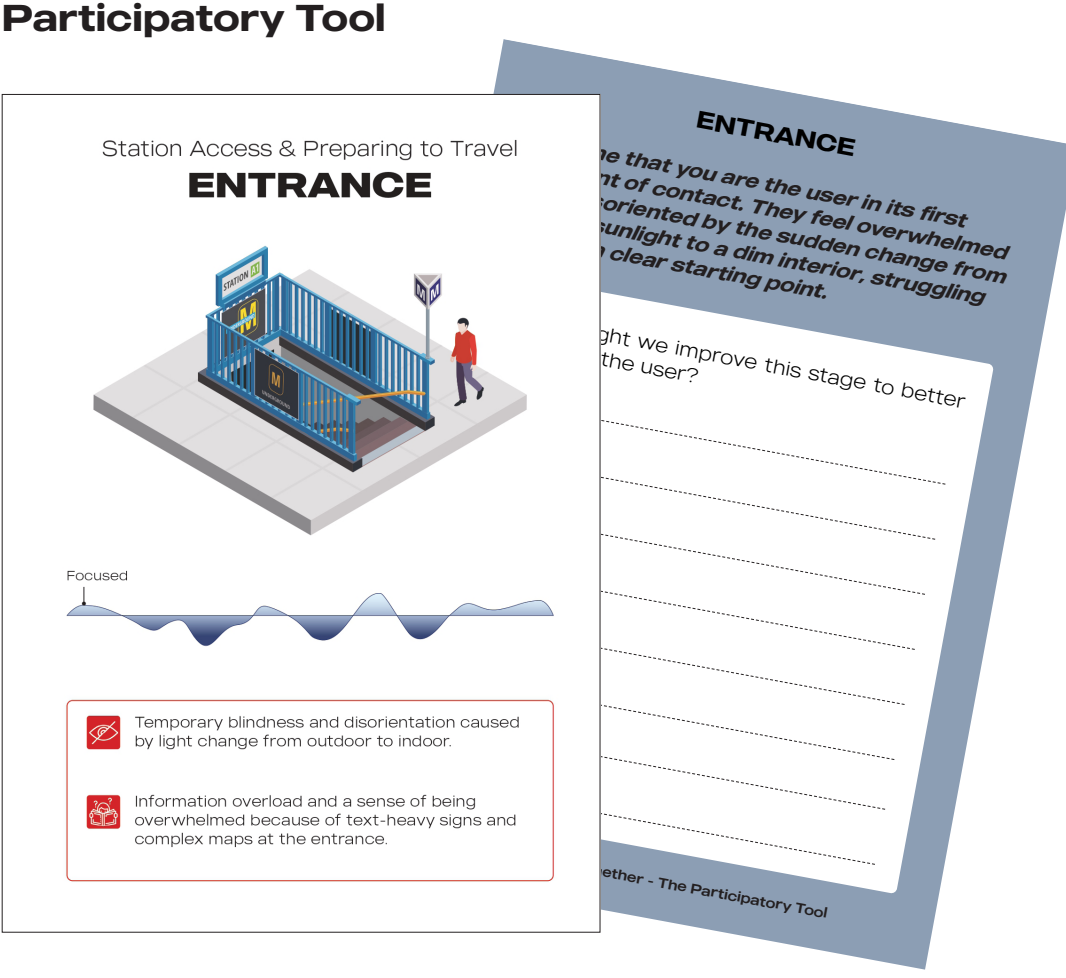 Participatory Tool
Station Access & Preparing to Travel
ENTRANCE
STATION A1
M
M
UNDERGROUND
M M
Focused
Temporary blindness and disorientation caused
by light change from outdoor to indoor.
Information overload and a sense of being
overwhelmed because of text-heavy signs and
complex maps at the entrance.
ENTRANCE
that you are the user in its first
of contact. They feel overwhelmed
by the sudden change from
sunlight to a dim interior, struggling
clear starting point.
we improve this stage to better
the user?
- The Participatory Tool